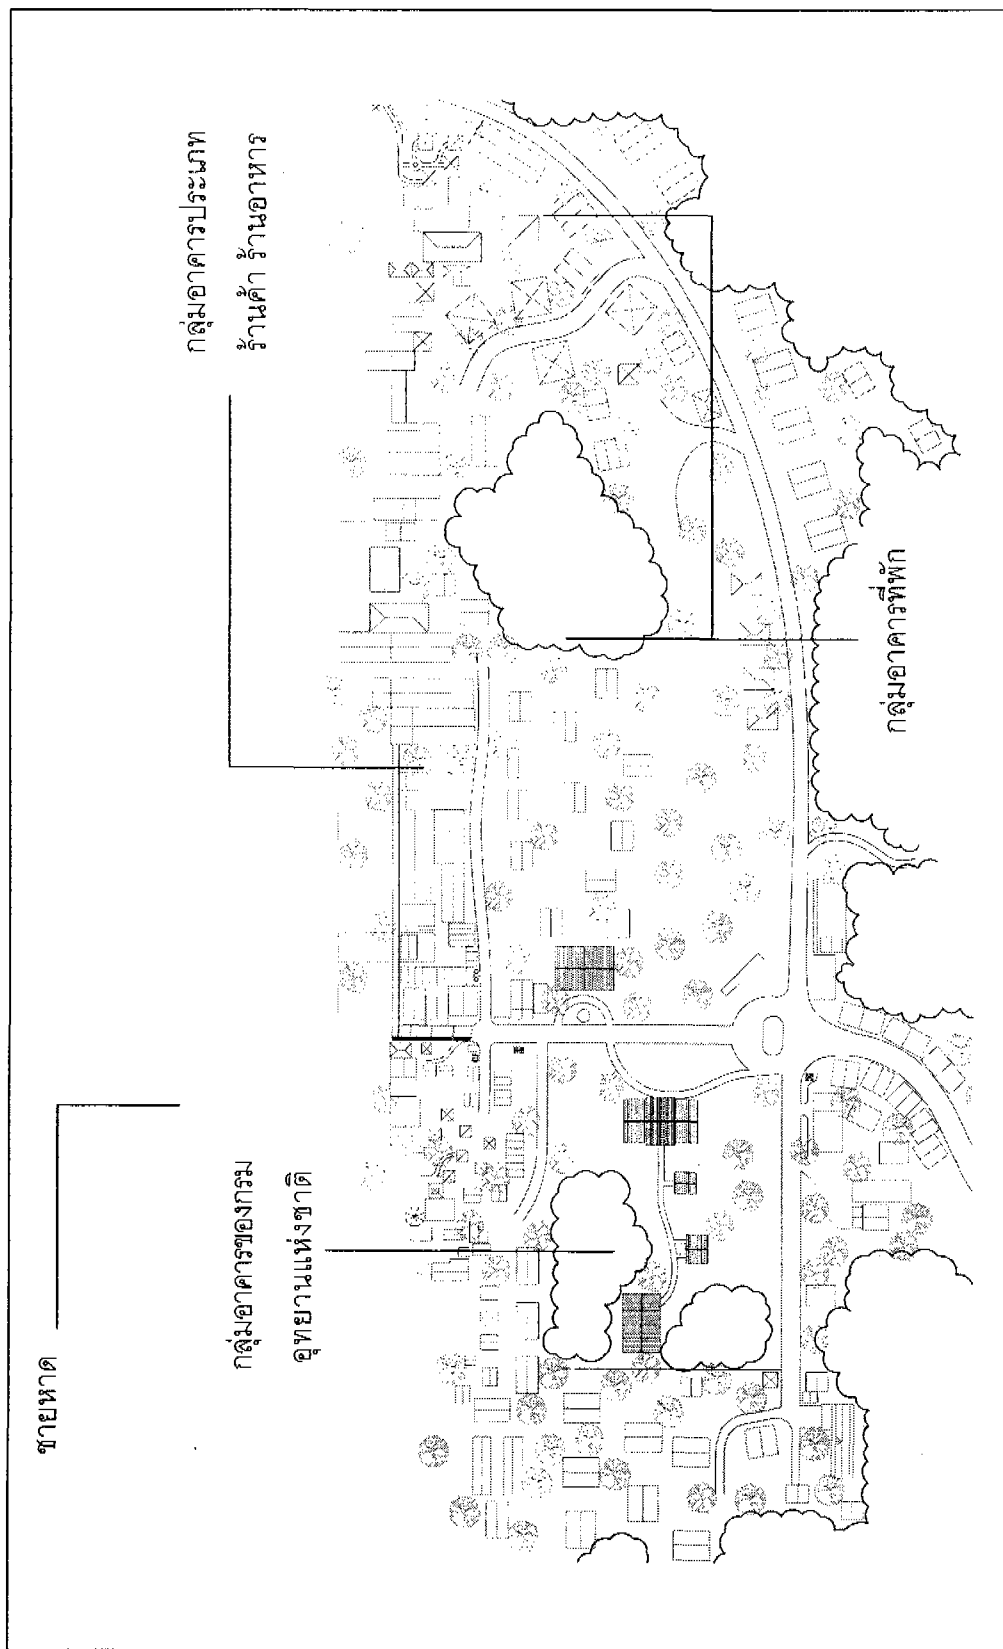 ชายหาด
กลุ่มอาคารของกรม
อุทยานแห่งชาติ
กลุ่มอาคารประเภท
ร้านค้า ร้านอาหาร
กลุ่มอาคารที่พัก